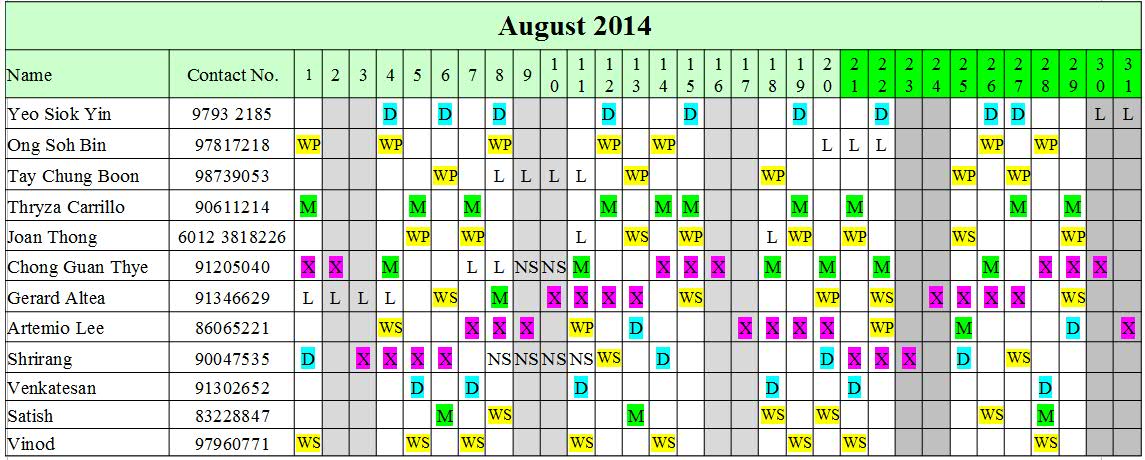 August 2014
Name Contact No. 1 2 3 4 5 6 7 8 9 10 11 12 13 14 15 16 17 18 19 20 21 22 23 24 25 26 27 28 29 30 31
Yeo Siok Yin 9793 2185 D D D D D D D D D L L
Ong Soh Bin 97817218 WP WP WP WP WP L L L WP WP
Tay Chung Boon 98739053 WP L L L L WP WP WP WP
Thryza Carrillo 90611214 M M M M M M M M M M
Joan Thong 6012 3818226 WP WP L WS WP L WP WP WS WP
Chong Guan Thye 91205040 X X M L L NS NS M X X X M M M M X X X
Gerard Altea 91346629 L L L L WS M X X X X WS WP WS X X X X WS
Artemio Lee 86065221 WS X X X WP D X X X X WP M D X
Shrirang 90047535 D X X X X NS NS NS NS WS D D X X X D WS
Venkatesan 91302652 D D D D D D
Satish 83228847 M WS M WS WS WS M
Vinod 97960771 WS WS WS WS WS WS WS WS